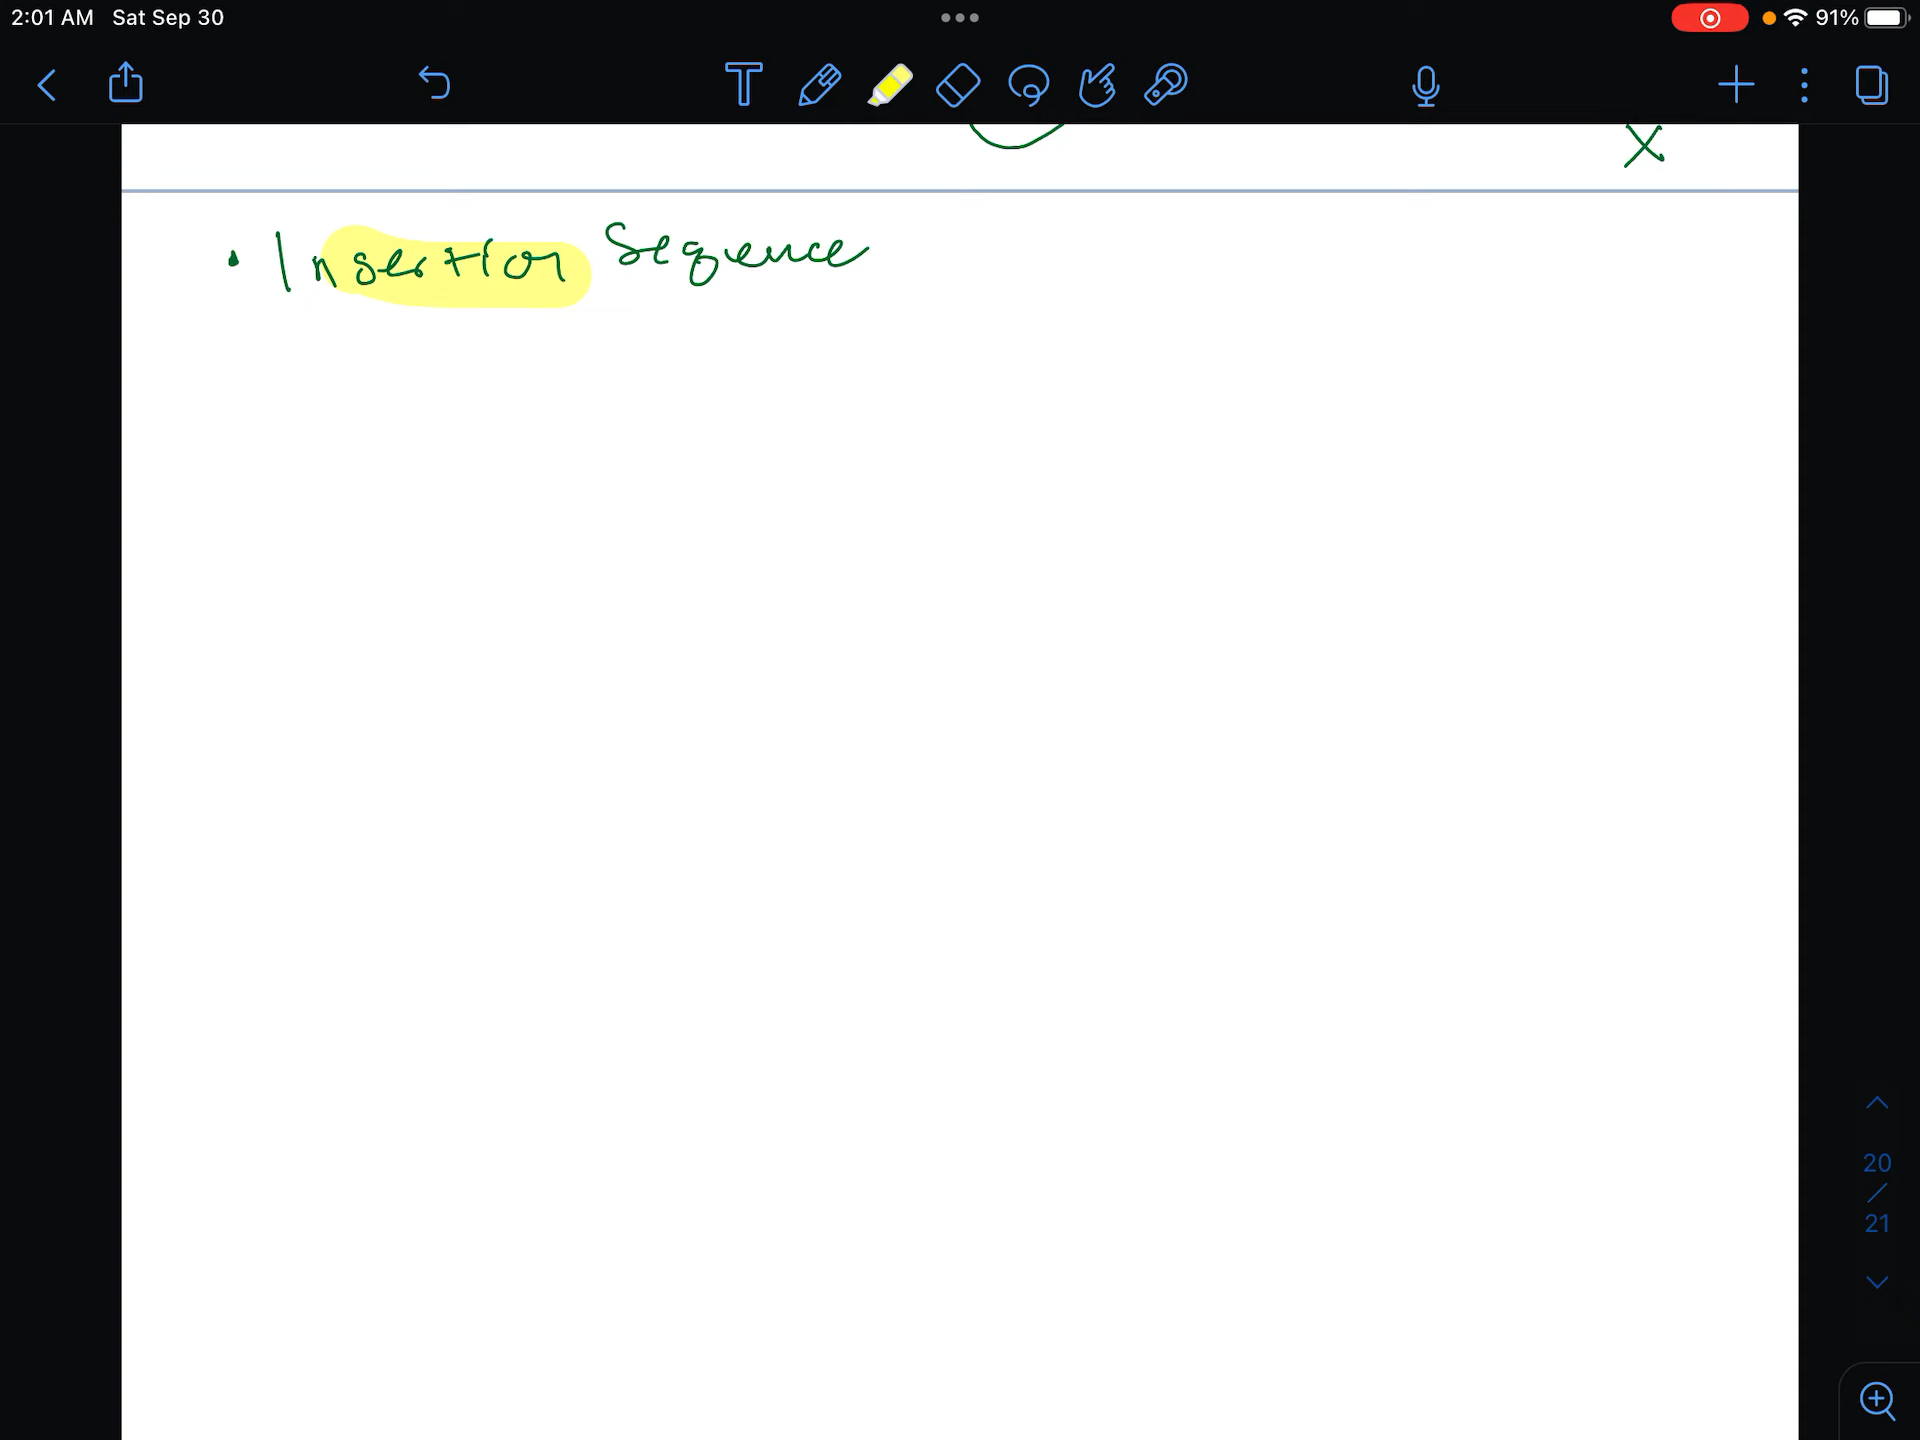 2:01 AM Sat Sep 30
91%
T
X
• Insertion Sequence
20
/
21